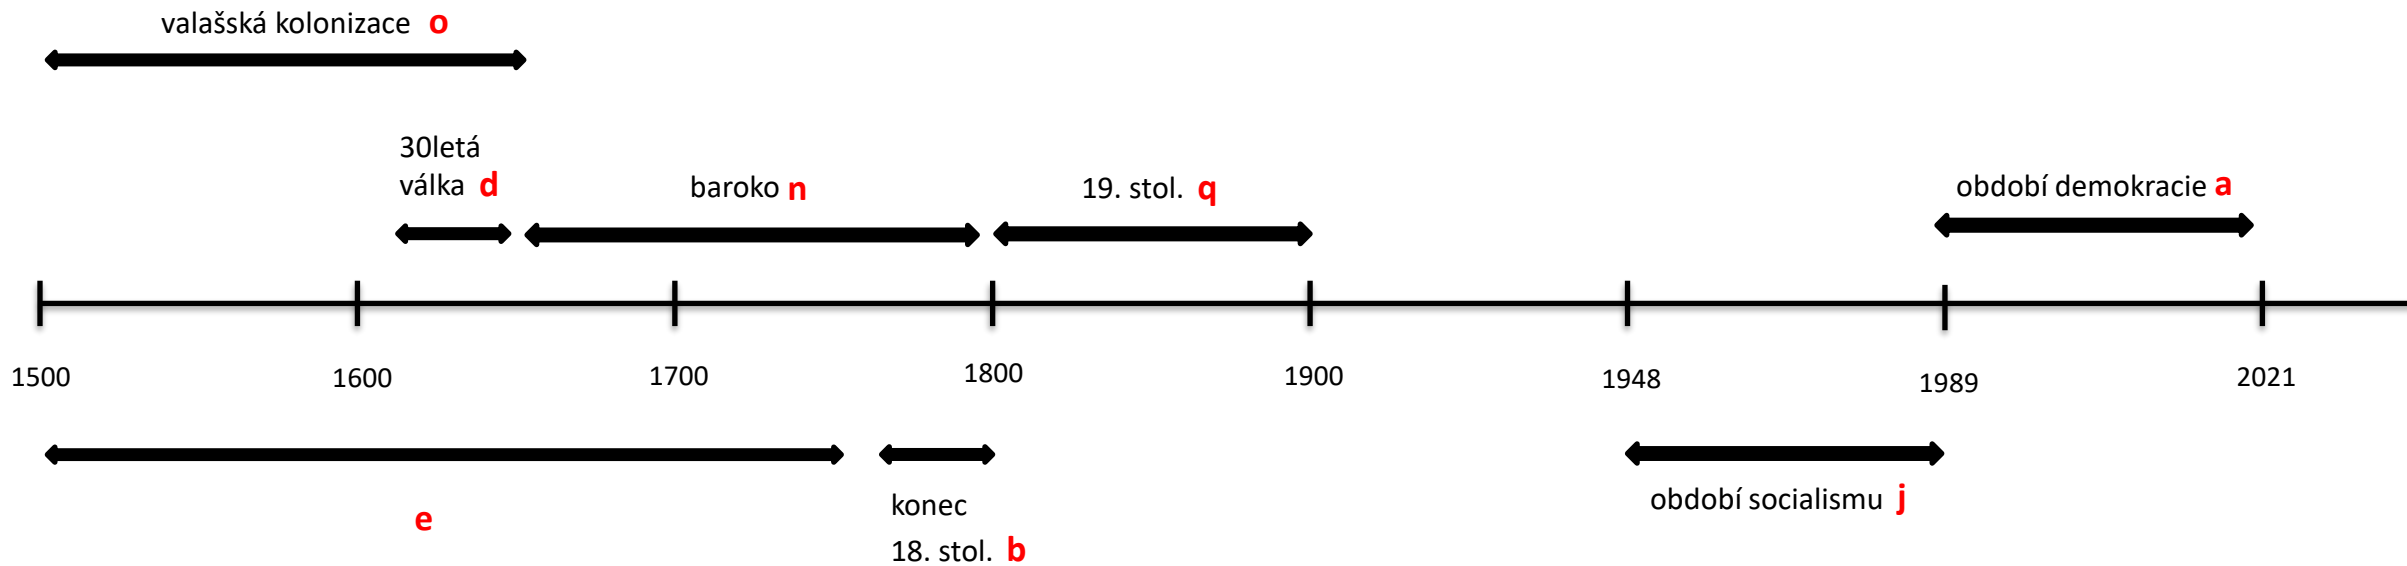 valašská kolonizace o
30letá
válka d
baroko n
19. stol. q
období demokracie a
1500
1600
1700
1800
1900
1948
1989
2021
e
konec
18. stol. b
období socialismu j